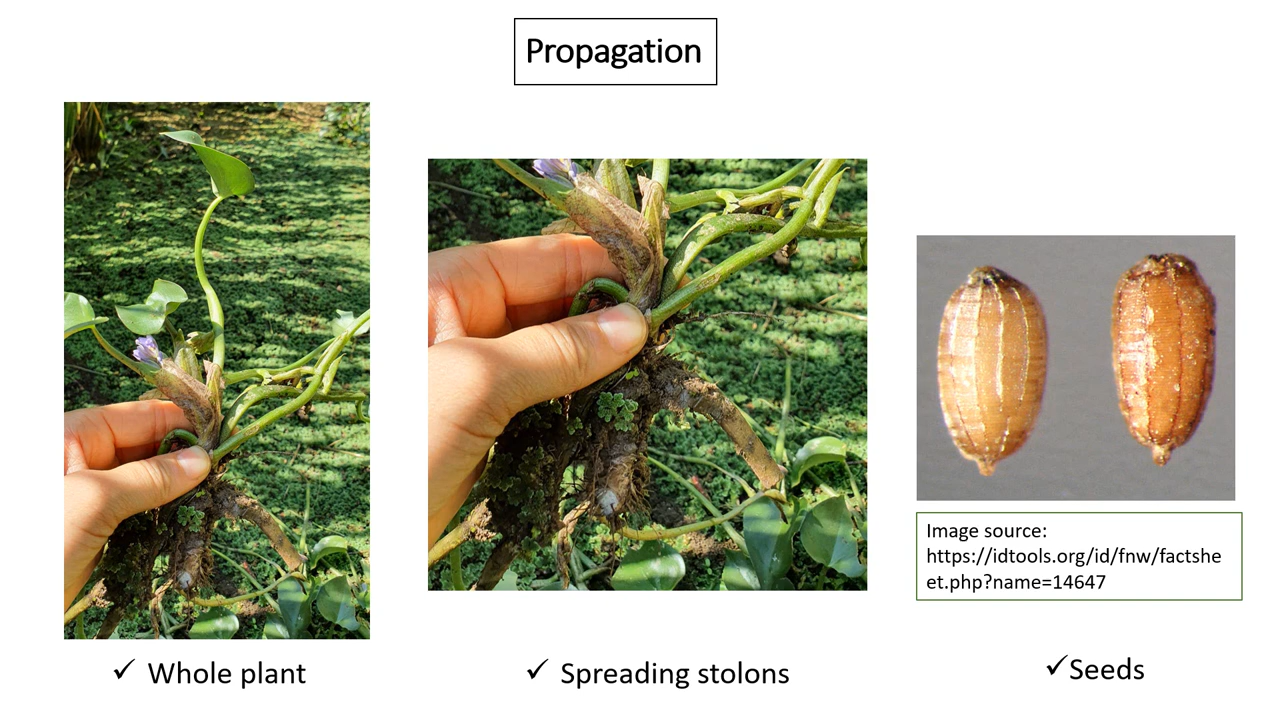 Propagation
Image source:
https://idtools.org/id/fnw/factshe
et.php?name=14647
✓ Whole plant
✓ Spreading stolons
✓Seeds